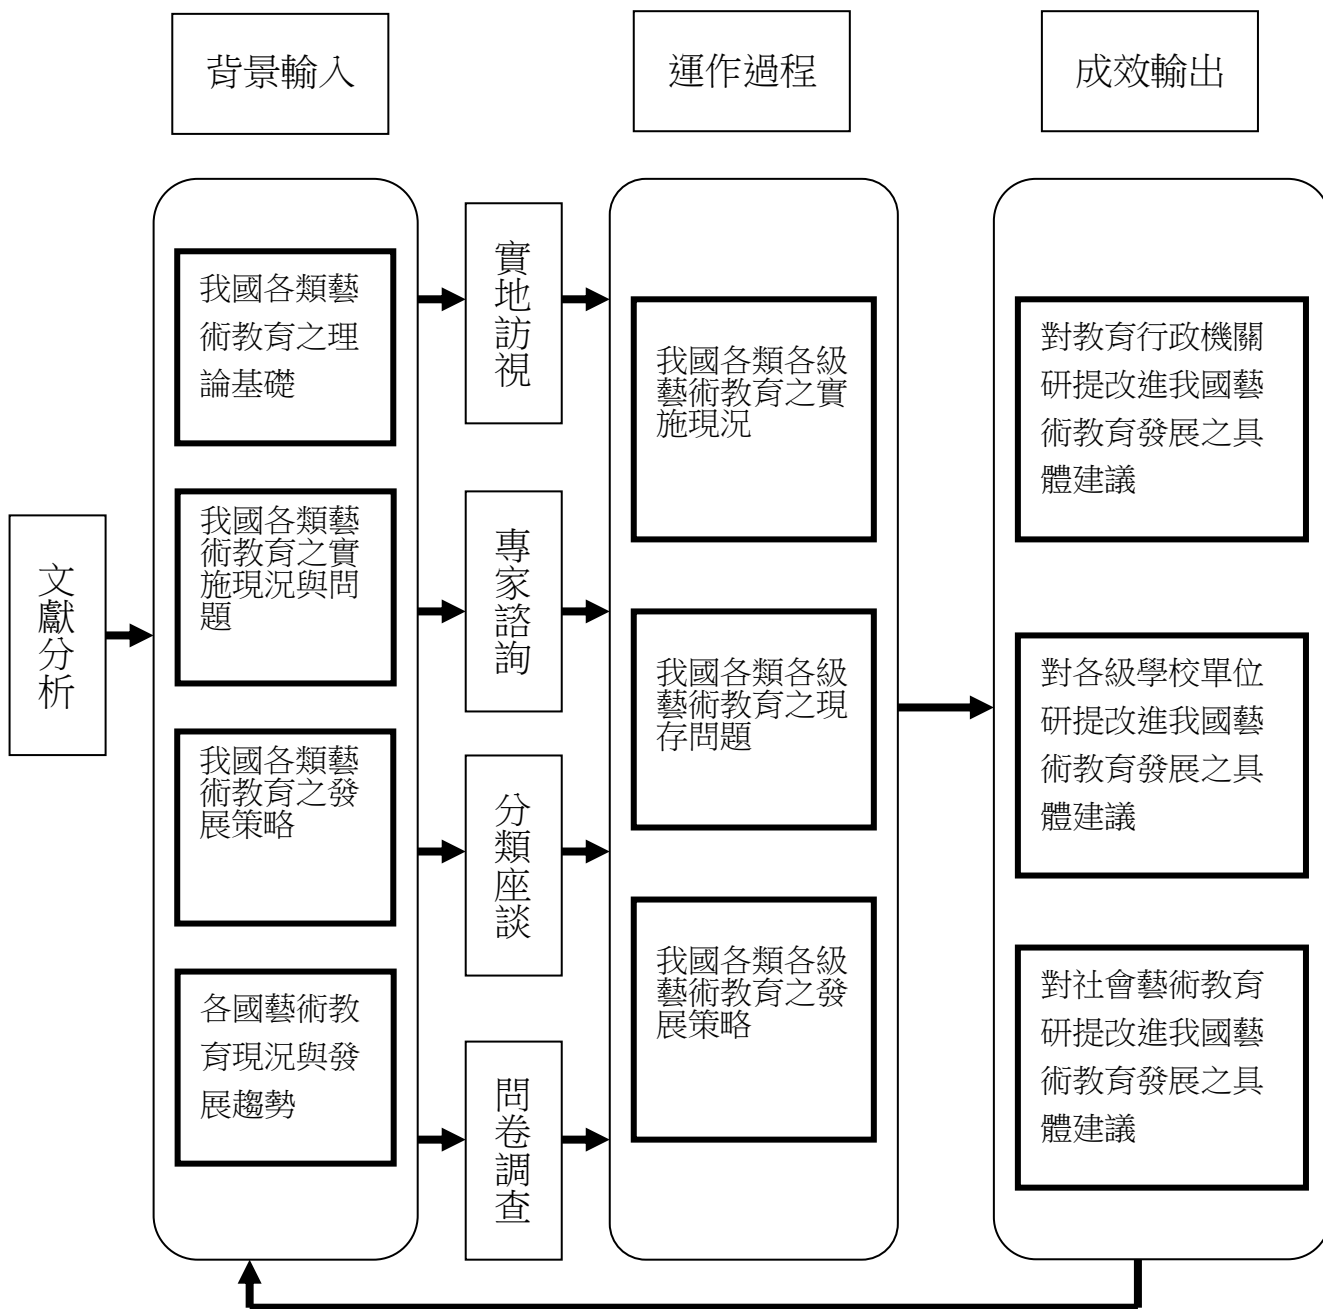 背景輸入
運作過程
成效輸出
文獻分析
我國各類藝
術教育之理
論基礎
我國各類藝
術教育之實
施現況與問
題
我國各類藝
術教育之發
展策略
各國藝術教
育現況與發
展趨勢
實地訪視
專家諮詢
分類座談
問卷調查
我國各類各級
藝術教育之實
施現況
我國各類各級
藝術教育之現
存問題
我國各類各級
藝術教育之發
展策略
對教育行政機關
研提改進我國藝
術教育發展之具
體建議
對各級學校單位
研提改進我國藝
術教育發展之具
體建議
對社會藝術教育
研提改進我國藝
術教育發展之具
體建議